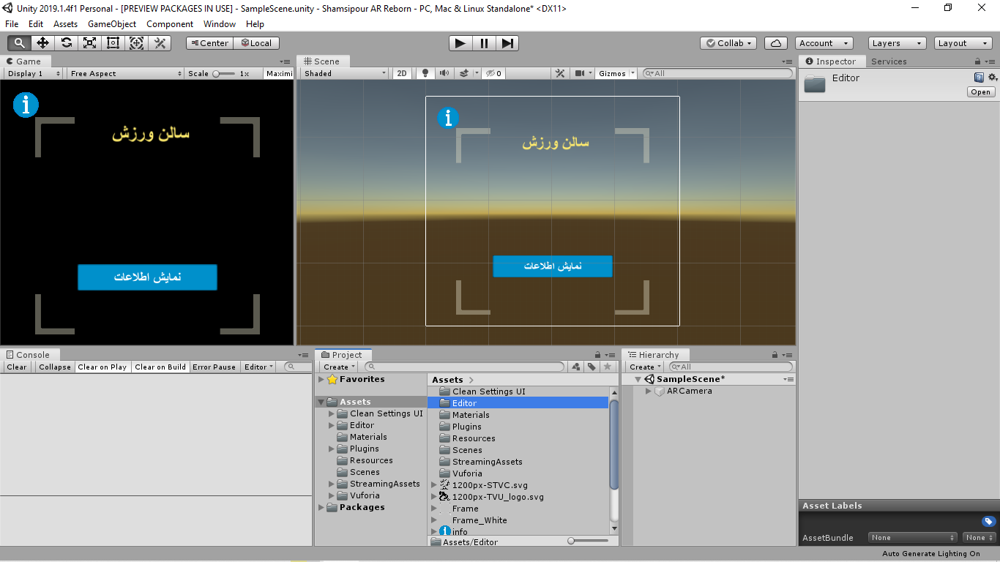 Unity 2019.1.4f1 Personal - [PREVIEW PACKAGES IN USE] - SampleScene.unity - Shamsipour AR Reborn - PC, Mac & Linux Standalone* <DX11>
File Edit Assets GameObject Component Window Help
Center Local Collab Account Layers Layout
Game
Display 1 Free Aspect Scale 1x Maximi
سالن ورزش
نمایش اطلاعات
Scene
Shaded 2D 0 Gizmos All
سالن ورزش
نمایش اطلاعات
Inspector Services
Editor
Open
Console
Clear Collapse Clear on Play Clear on Build Error Pause Editor
Project
Create
Favorites
Assets
Clean Settings UI
Editor
Materials
Plugins
Resources
Scenes
StreamingAssets
Vuforia
Packages
Assets
Clean Settings UI
Editor
Materials
Plugins
Resources
Scenes
StreamingAssets
Vuforia
1200px-STVC.svg
1200px-TVU_logo.svg
Frame
Frame_White
info
Assets/Editor
Hierarchy
Create All
SampleScene*
ARCamera
Asset Labels
AssetBundle None None
Auto Generate Lighting On